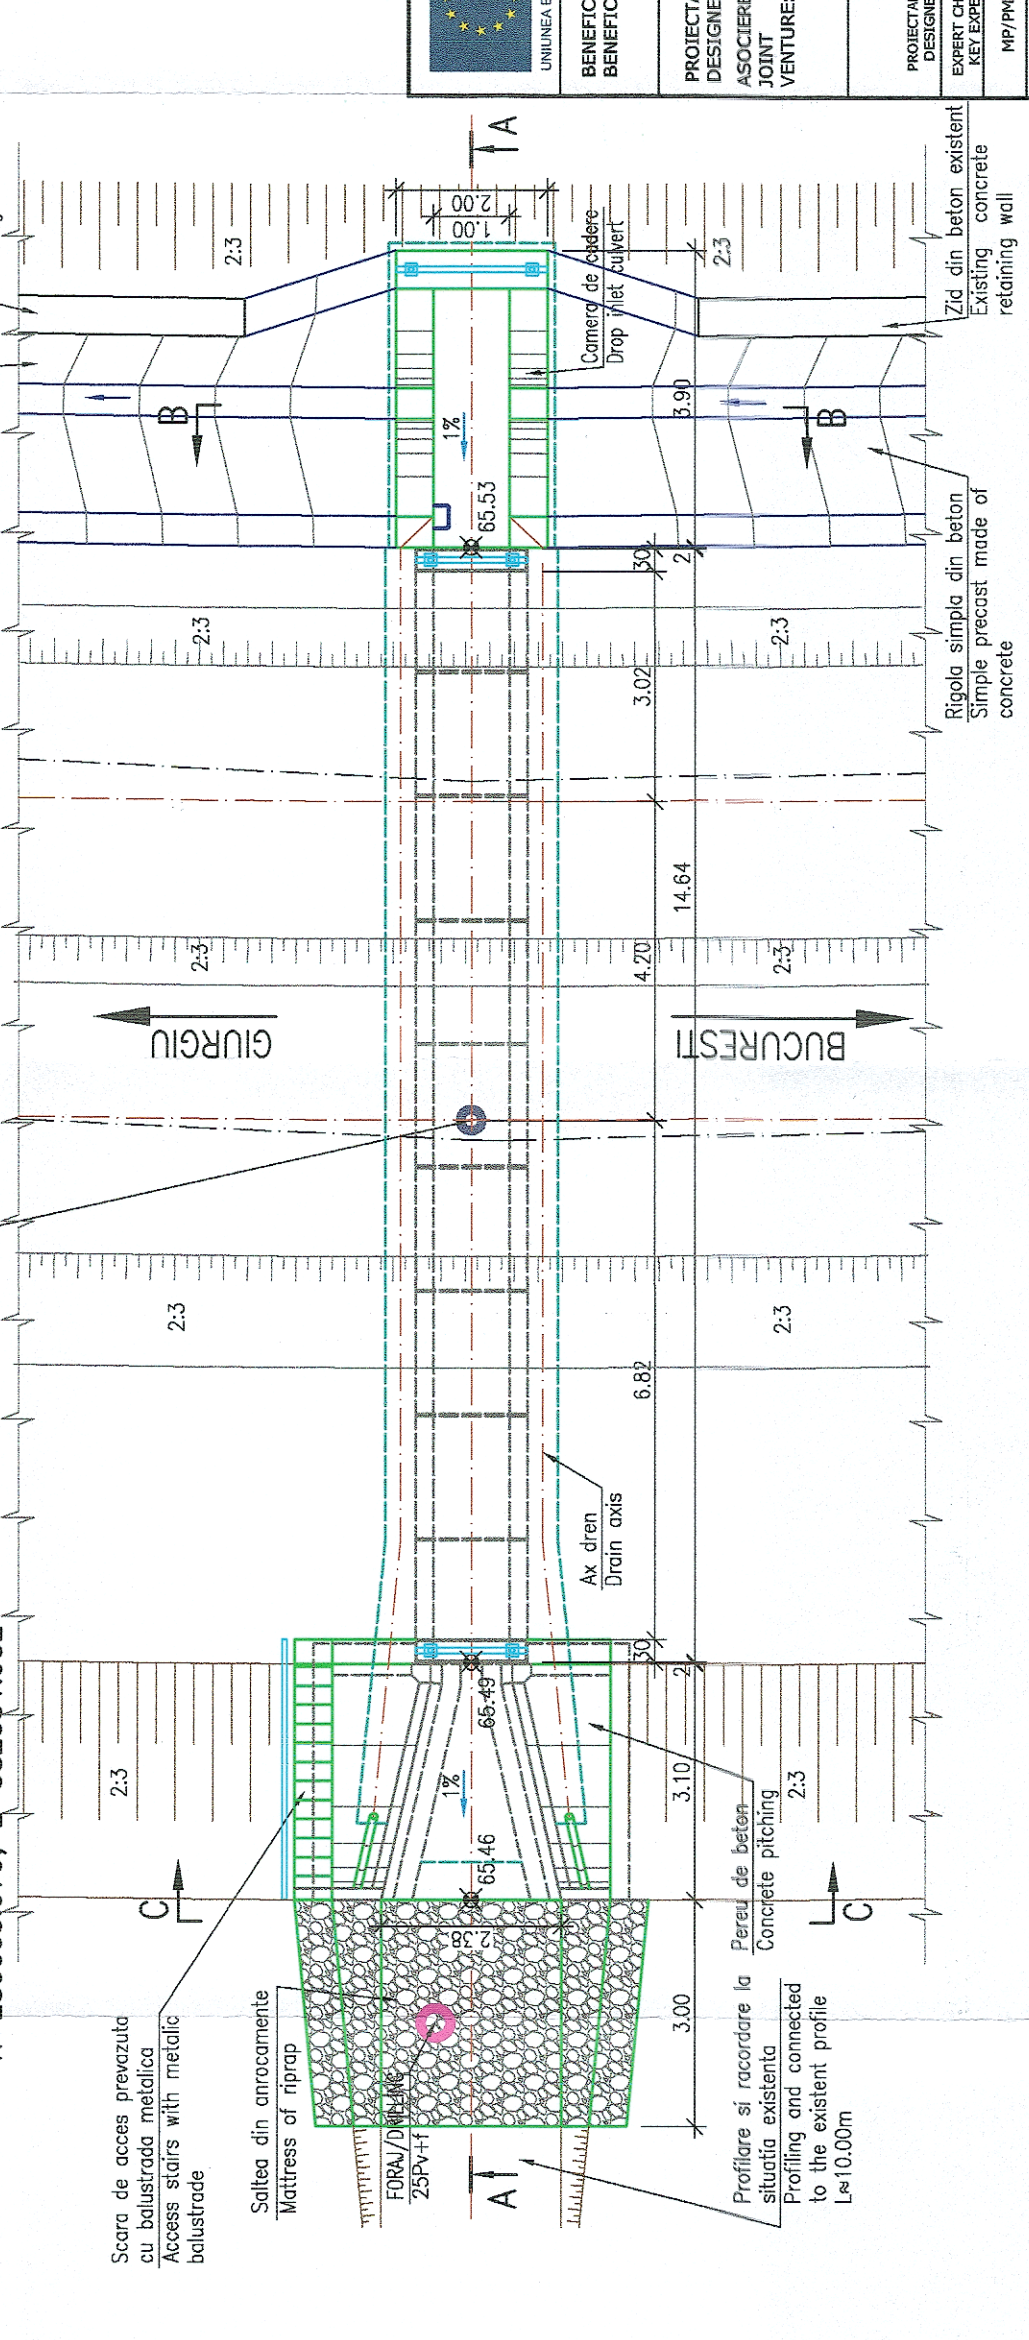 UNIUNEA E
BENEFIC
BENEFIC
PROIECTA
DESIGNE
ASOCIERE
JOINT
VENTURE:
PROIECTA
DESIGNE
EXPERT CH
KEY EXPE
MP/PM
A
2.00
1.00
2:3
2:3
Camera de cadere
Drop inlet culvert
Zid din beton existent
Existing concrete
retaining wall
B
B
1%
3.90
65.53
30
2
Rigola simpla din beton
Simple precast made of
concrete
2:3
2:3
3.02
14.64
4.20
2:3
2:3
GIURGIU
BUCURESTI
2:3
2:3
6.82
Ax dren
Drain axis
30
2
65.49
1%
65.46
2:3
2:3
3.10
Pereu de beton
Concrete pitching
C
C
2.38
3.00
Scara de acces prevazuta
cu balustrada metalica
Access stairs with metalic
balustrade
Saltea din anrocamente
Mattress of riprap
FORAJ/DRILLING
25Pv+f
A
Profilare si racordare la
situatia existenta
Profiling and connected
to the existent profile
L≈10.00m